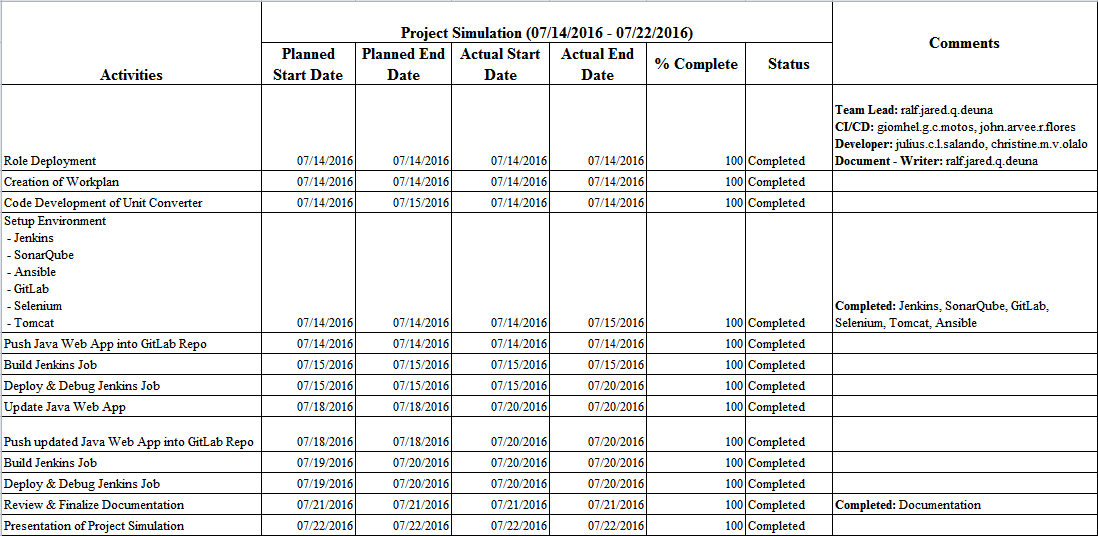 Project Simulation (07/14/2016 - 07/22/2016)
Comments
Activities
Planned Start Date
Planned End Date
Actual Start Date
Actual End Date
% Complete
Status
Team Lead: ralf.jared.q.deuna
CI/CD: giomhel.g.c.motos, john.arvee.r.flores
Developer: julius.c.l.salando, christine.m.v.olalo
Role Deployment 07/14/2016 07/14/2016 07/14/2016 07/14/2016 100 Completed Document - Writer: ralf.jared.q.deuna
Creation of Workplan 07/14/2016 07/14/2016 07/14/2016 07/14/2016 100 Completed
Code Development of Unit Converter 07/14/2016 07/15/2016 07/14/2016 07/14/2016 100 Completed
Setup Environment
- Jenkins
- SonarQube
- Ansible
- GitLab
- Selenium Completed: Jenkins, SonarQube, GitLab,
- Tomcat 07/14/2016 07/14/2016 07/14/2016 07/15/2016 100 Completed Selenium, Tomcat, Ansible
Push Java Web App into GitLab Repo 07/14/2016 07/14/2016 07/14/2016 07/14/2016 100 Completed
Build Jenkins Job 07/15/2016 07/15/2016 07/15/2016 07/15/2016 100 Completed
Deploy & Debug Jenkins Job 07/15/2016 07/15/2016 07/15/2016 07/20/2016 100 Completed
Update Java Web App 07/18/2016 07/18/2016 07/20/2016 07/20/2016 100 Completed
Push updated Java Web App into GitLab Repo 07/18/2016 07/18/2016 07/20/2016 07/20/2016 100 Completed
Build Jenkins Job 07/19/2016 07/20/2016 07/20/2016 07/20/2016 100 Completed
Deploy & Debug Jenkins Job 07/19/2016 07/20/2016 07/20/2016 07/20/2016 100 Completed
Review & Finalize Documentation 07/21/2016 07/21/2016 07/21/2016 07/21/2016 100 Completed Completed: Documentation
Presentation of Project Simulation 07/22/2016 07/22/2016 07/22/2016 07/22/2016 100 Completed